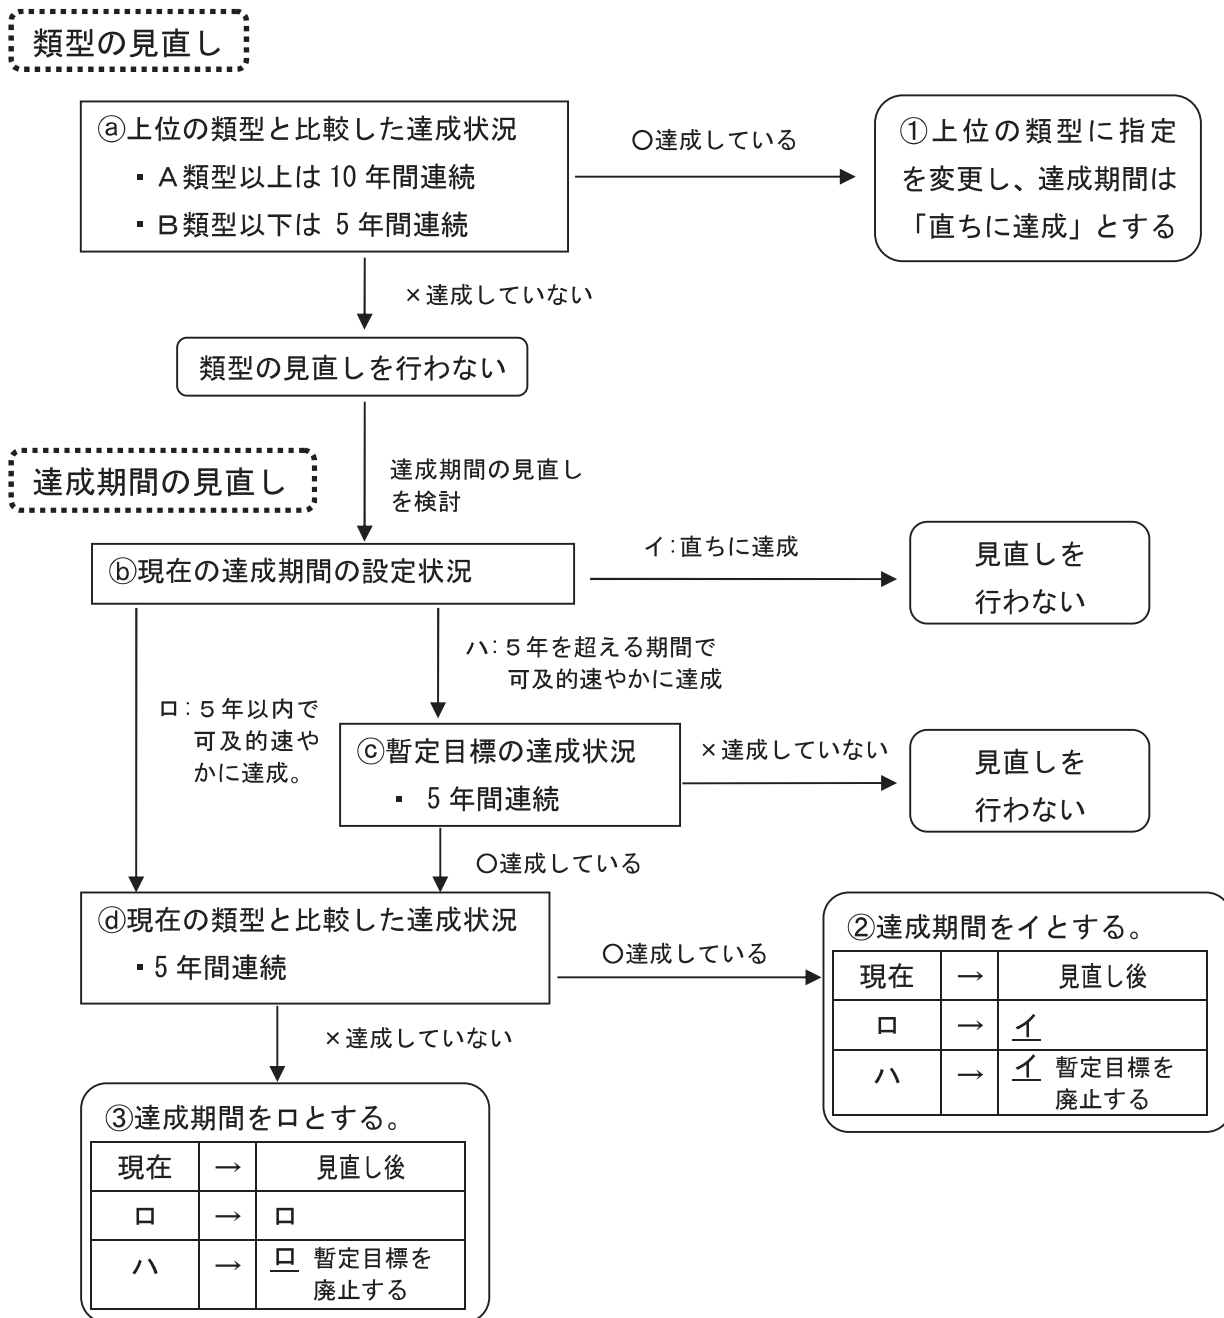 類型の見直し
ⓐ上位の類型と比較した達成状況
・A類型以上は 10 年間連続
・B類型以下は 5 年間連続
〇達成している
①上位の類型に指定
を変更し、達成期間は
「直ちに達成」とする
×達成していない
類型の見直しを行わない
達成期間の見直し
達成期間の見直し
を検討
ⓑ現在の達成期間の設定状況
イ:直ちに達成
見直しを
行わない
ハ:5年を超える期間で
可及的速やかに達成
ロ:5年以内で
可及的速や
かに達成。
ⓒ暫定目標の達成状況
・ 5 年間連続
×達成していない
見直しを
行わない
〇達成している
ⓓ現在の類型と比較した達成状況
・5 年間連続
〇達成している
②達成期間をイとする。
現在 → 見直し後
ロ → イ
ハ → イ 暫定目標を
廃止する
×達成していない
③達成期間をロとする。
現在 → 見直し後
ロ → ロ
ハ → ロ 暫定目標を
廃止する